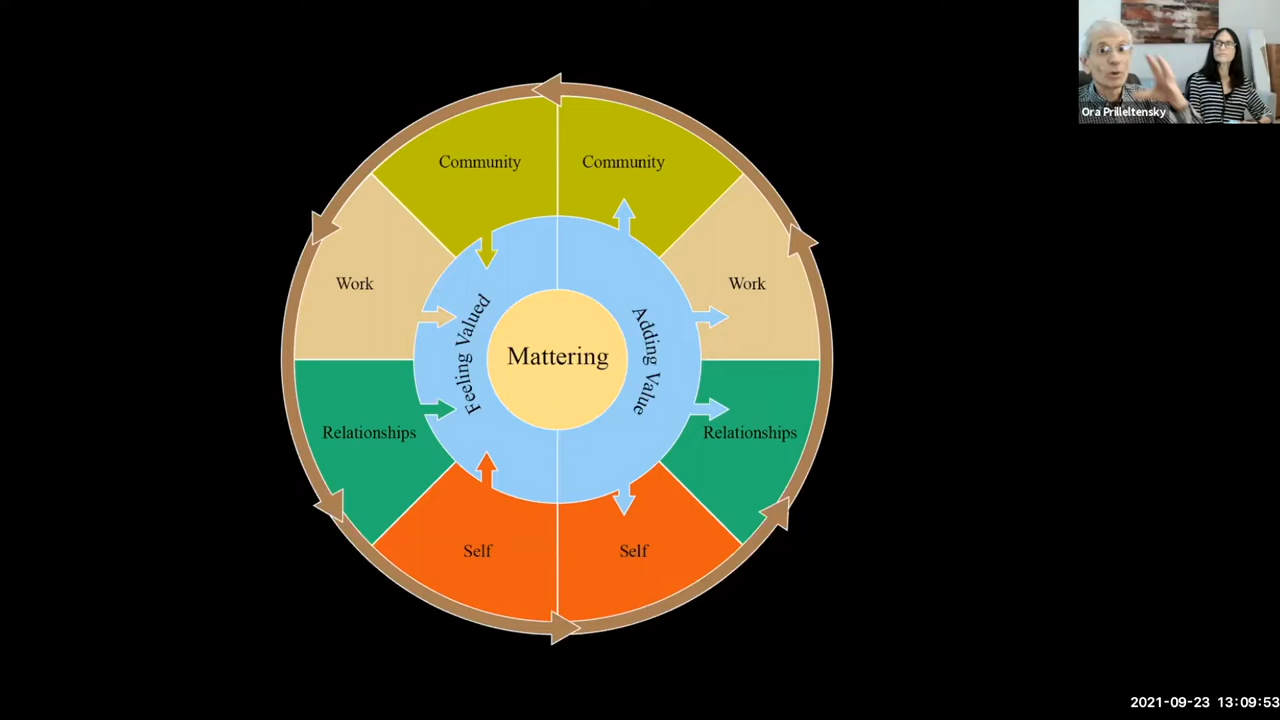 Ora Prilleltensky
Community
Community
Work
Work
Feeling Valued
Mattering
Adding Value
Relationships
Relationships
Self
Self
2021-09-23 13:09:53